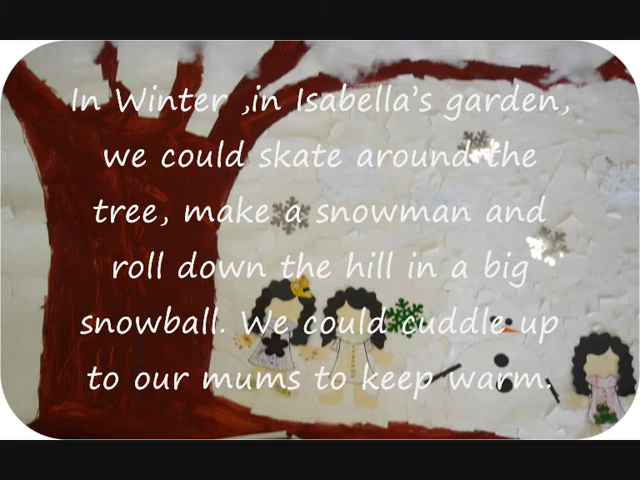 In Winter ,in Isabella's garden,
we could skate around the
tree, make a snowman and
roll down the hill in a big
snowball. We could cuddle up
to our mums to keep warm.